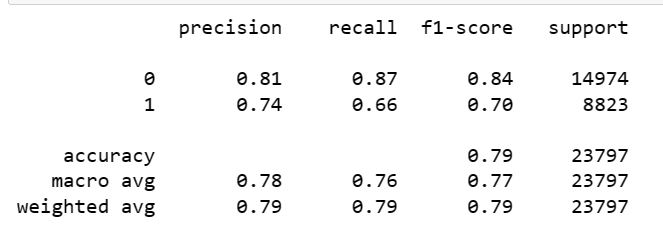 precision recall f1-score support
0 0.81 0.87 0.84 14974
1 0.74 0.66 0.70 8823
accuracy 0.79 23797
macro avg 0.78 0.76 0.77 23797
weighted avg 0.79 0.79 0.79 23797